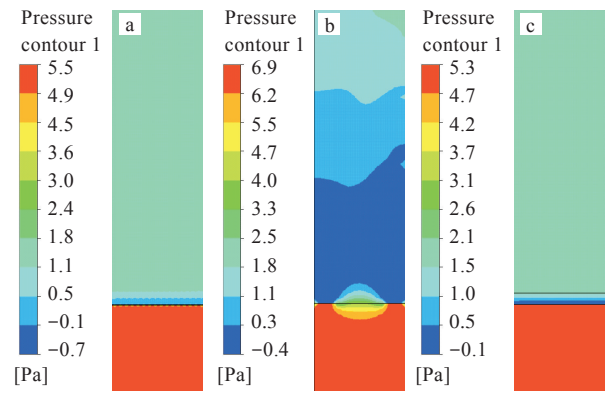 Pressure
contour 1
a
5.5
4.9
4.5
3.6
3.0
2.4
1.8
1.1
0.5
−0.1
−0.7
[Pa]
Pressure
contour 1
b
6.9
6.2
5.5
4.7
4.0
3.3
2.5
1.8
1.1
0.3
−0.4
[Pa]
Pressure
contour 1
c
5.3
4.7
4.2
3.7
3.1
2.6
2.1
1.5
1.0
0.5
−0.1
[Pa]